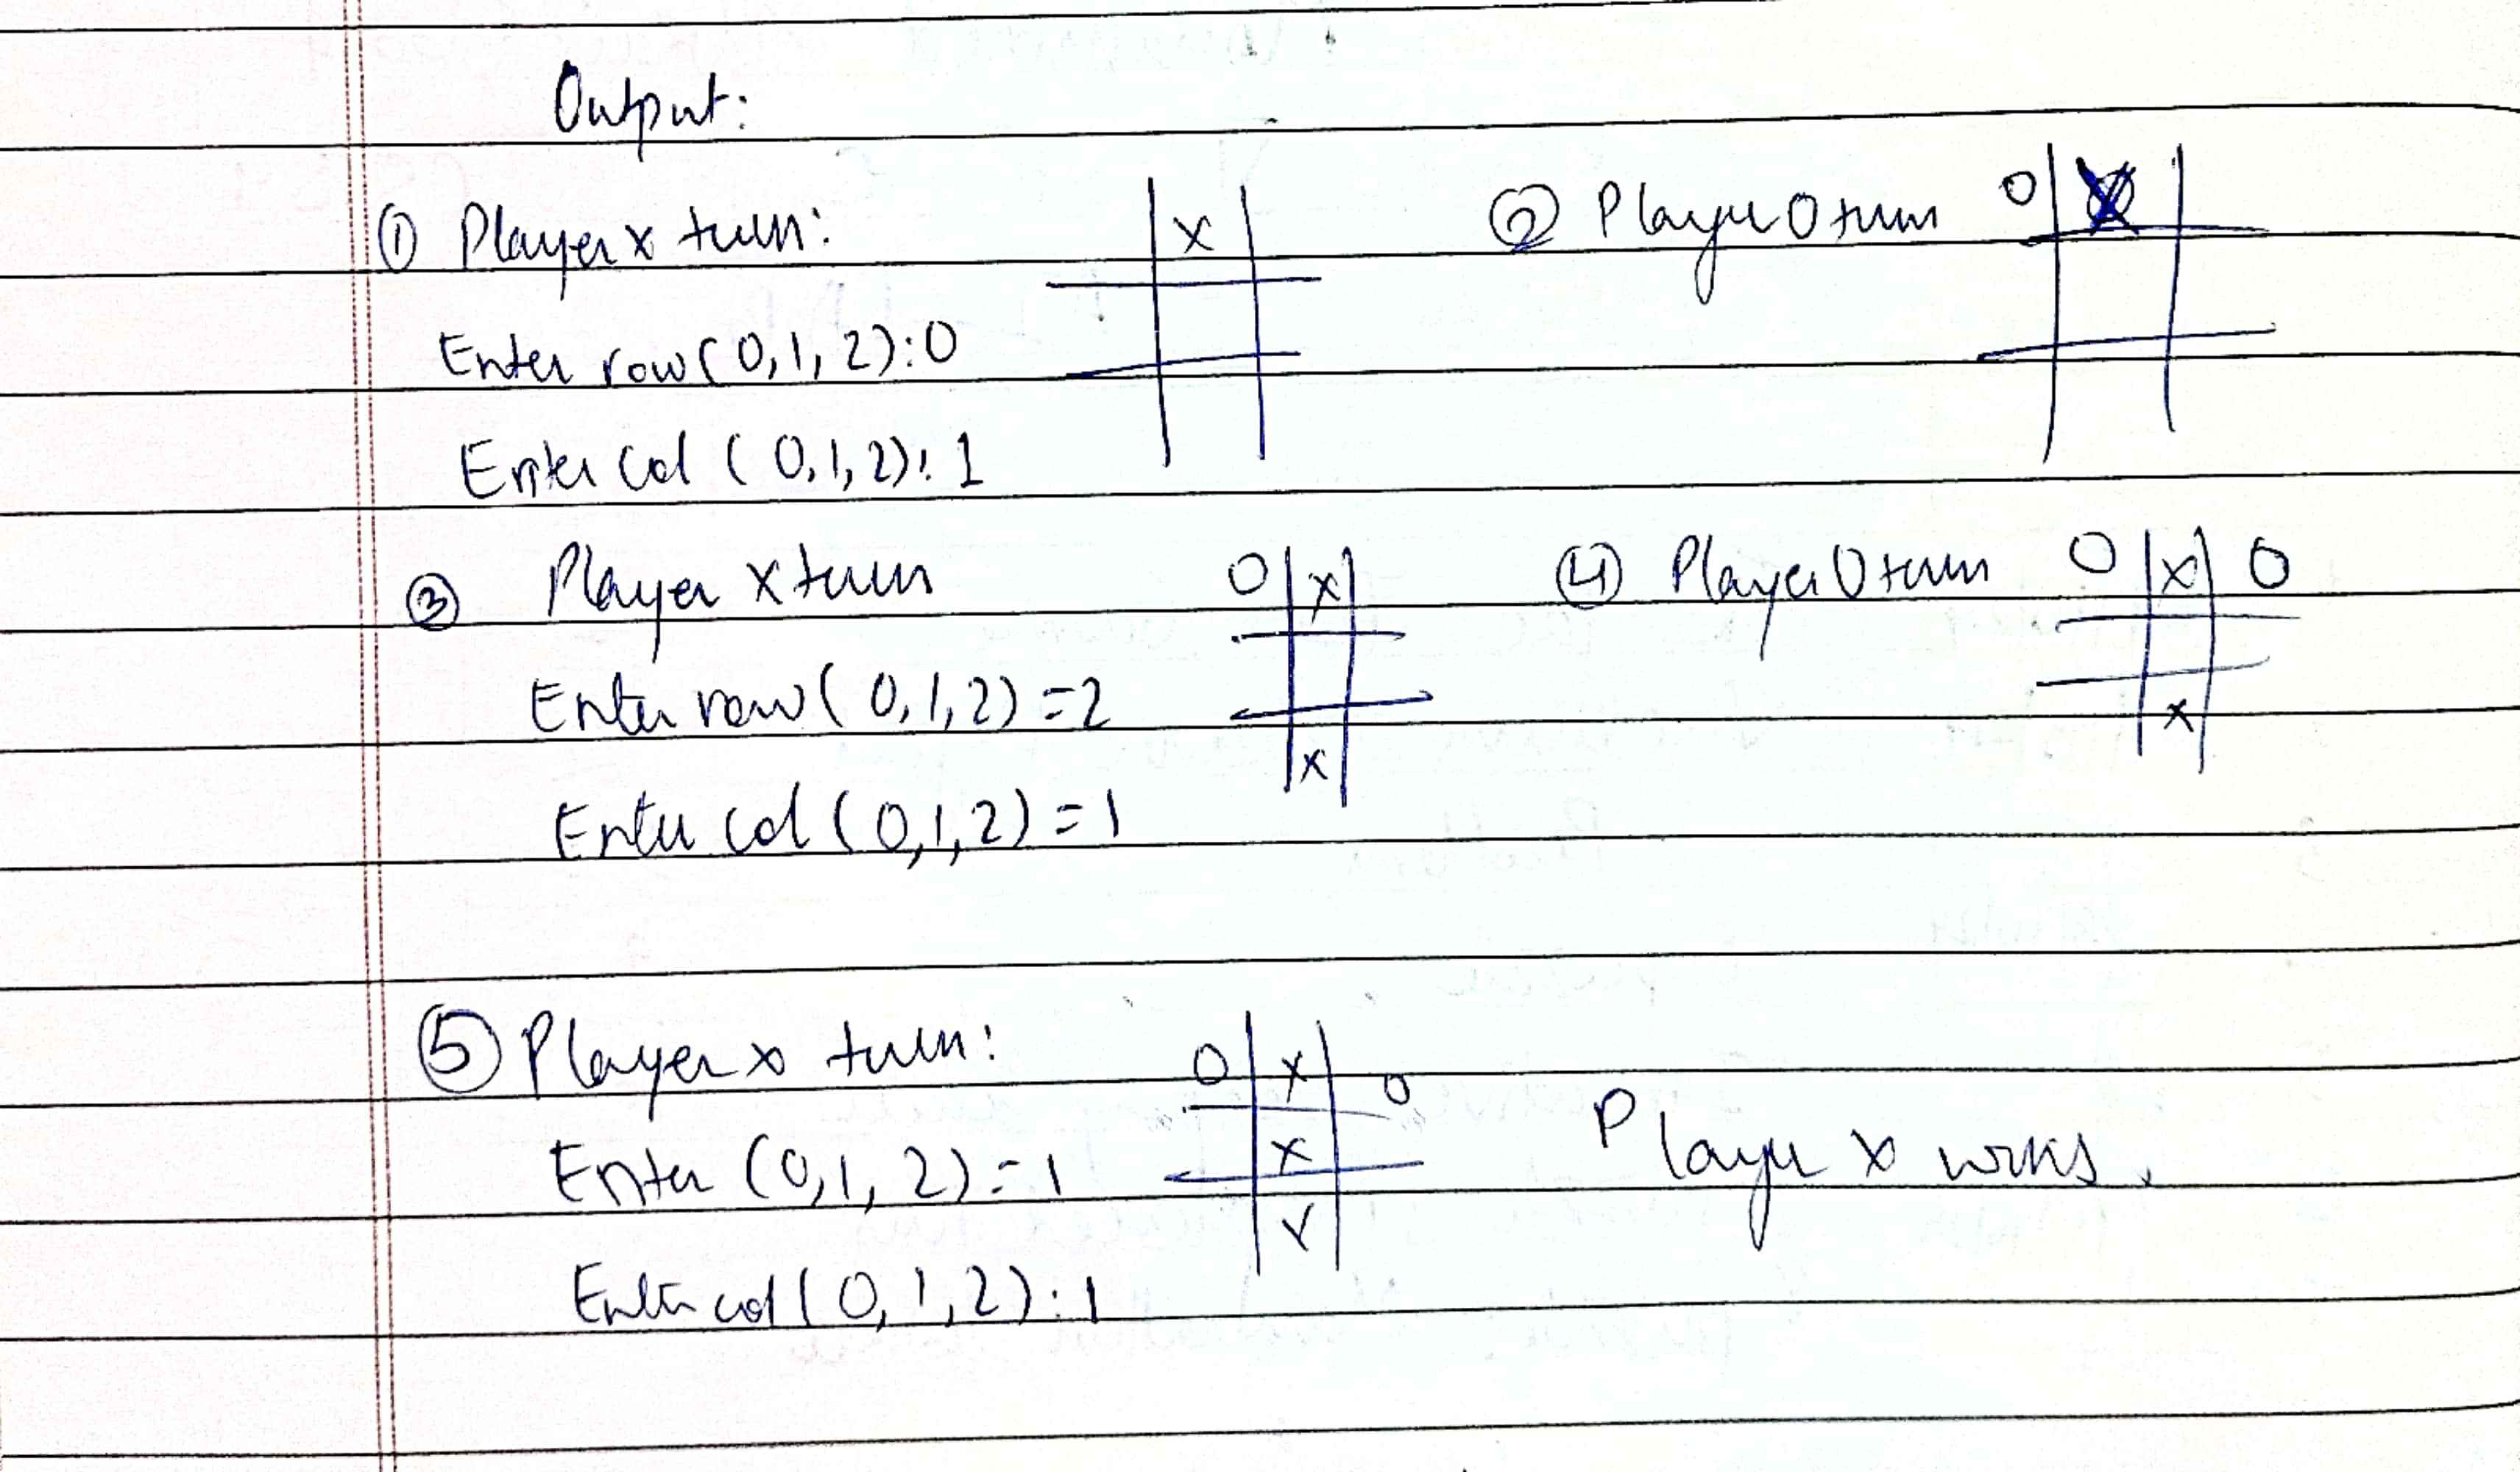 Output:
① Player x turn:
x
Enter row (0,1,2): 0
Enter col (0,1,2): 1
② Player O turn
O X
③ Player x turn
O x
x
Enter row (0,1,2) = 2
Enter col (0,1,2) = 1
④ Player O turn
O x O
x
⑤ Player x turn:
O x O
x
x
Enter (0,1,2) = 1
Enter col (0,1,2): 1
Player x wins.